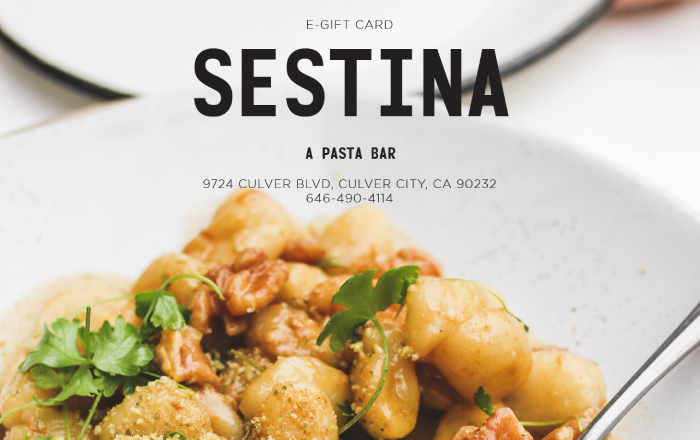 E-GIFT CARD
SESTINA
A PASTA BAR
9724 CULVER BLVD, CULVER CITY, CA 90232
646-490-4114